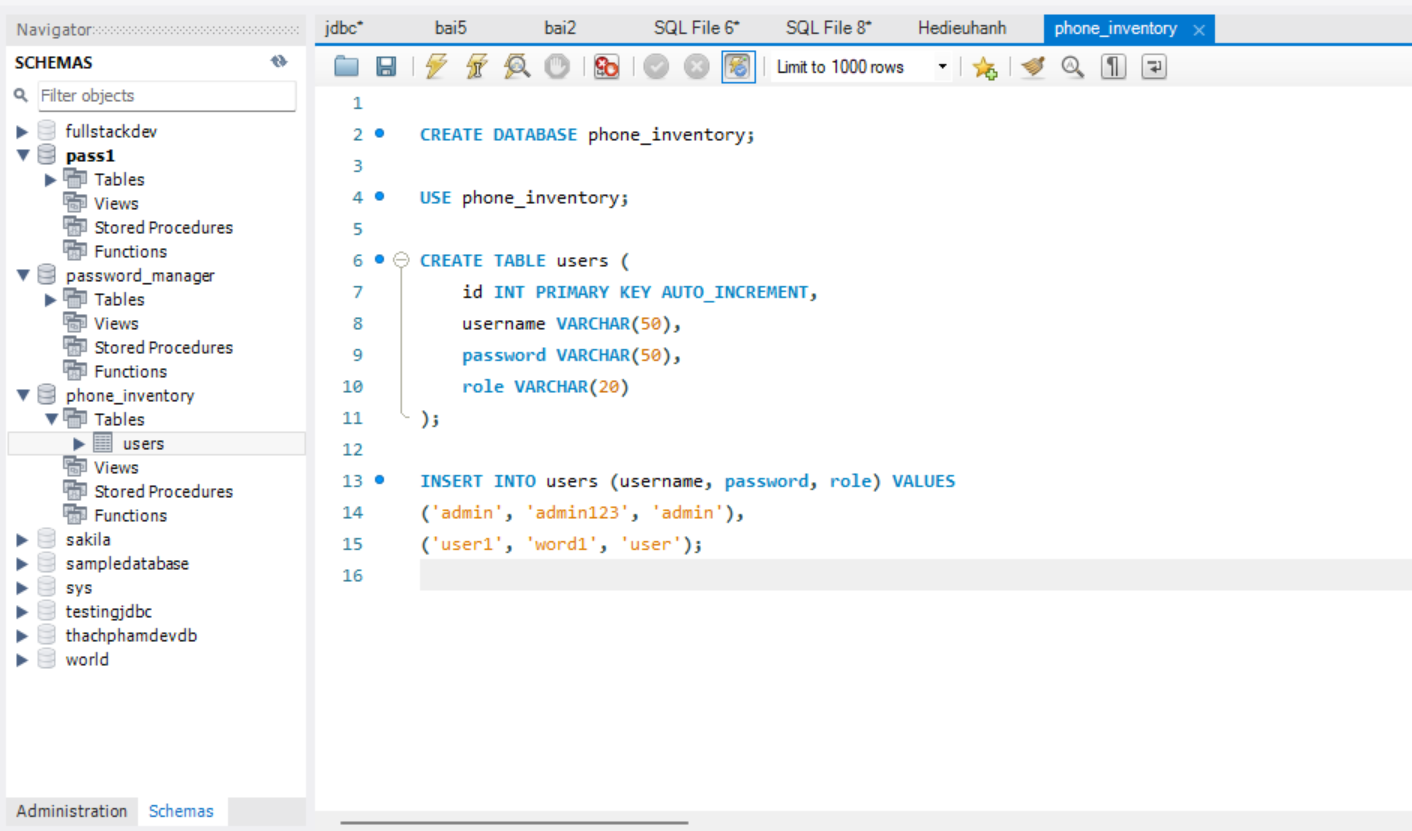 Navigator
SCHEMAS
Filter objects
fullstackdev
pass1
Tables
Views
Stored Procedures
Functions
password_manager
Tables
Views
Stored Procedures
Functions
phone_inventory
Tables
users
Views
Stored Procedures
Functions
sakila
sampledatabase
sys
testingjdbc
thachphamdevdb
world
Administration Schemas
jdbc* bai5 bai2 SQL File 6* SQL File 8* Hedieuhanh phone_inventory
Limit to 1000 rows
1
2 CREATE DATABASE phone_inventory;
3
4 USE phone_inventory;
5
6 CREATE TABLE users (
7 id INT PRIMARY KEY AUTO_INCREMENT,
8 username VARCHAR(50),
9 password VARCHAR(50),
10 role VARCHAR(20)
11 );
12
13 INSERT INTO users (username, password, role) VALUES
14 ('admin', 'admin123', 'admin'),
15 ('user1', 'word1', 'user');
16